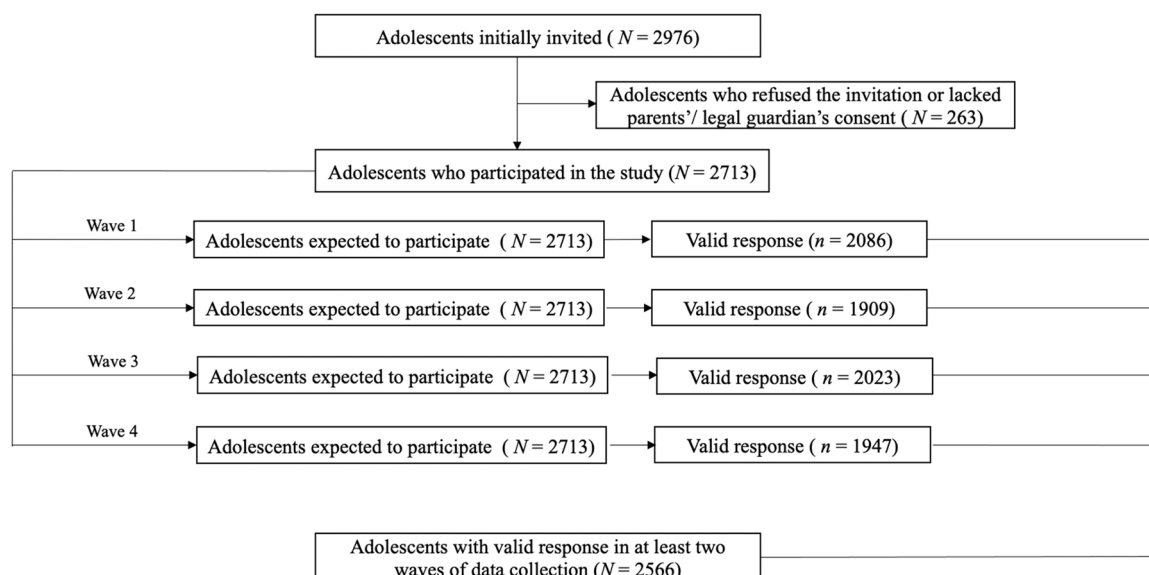 Adolescents initially invited ( N = 2976)
Adolescents who refused the invitation or lacked
parents’/ legal guardian’s consent ( N = 263)
Adolescents who participated in the study (N = 2713)
Wave 1
Adolescents expected to participate ( N = 2713)
Valid response (n = 2086)
Wave 2
Adolescents expected to participate ( N = 2713)
Valid response ( n = 1909)
Wave 3
Adolescents expected to participate ( N = 2713)
Valid response ( n = 2023)
Wave 4
Adolescents expected to participate ( N = 2713)
Valid response ( n = 1947)
Adolescents with valid response in at least two
waves of data collection (N = 2566)